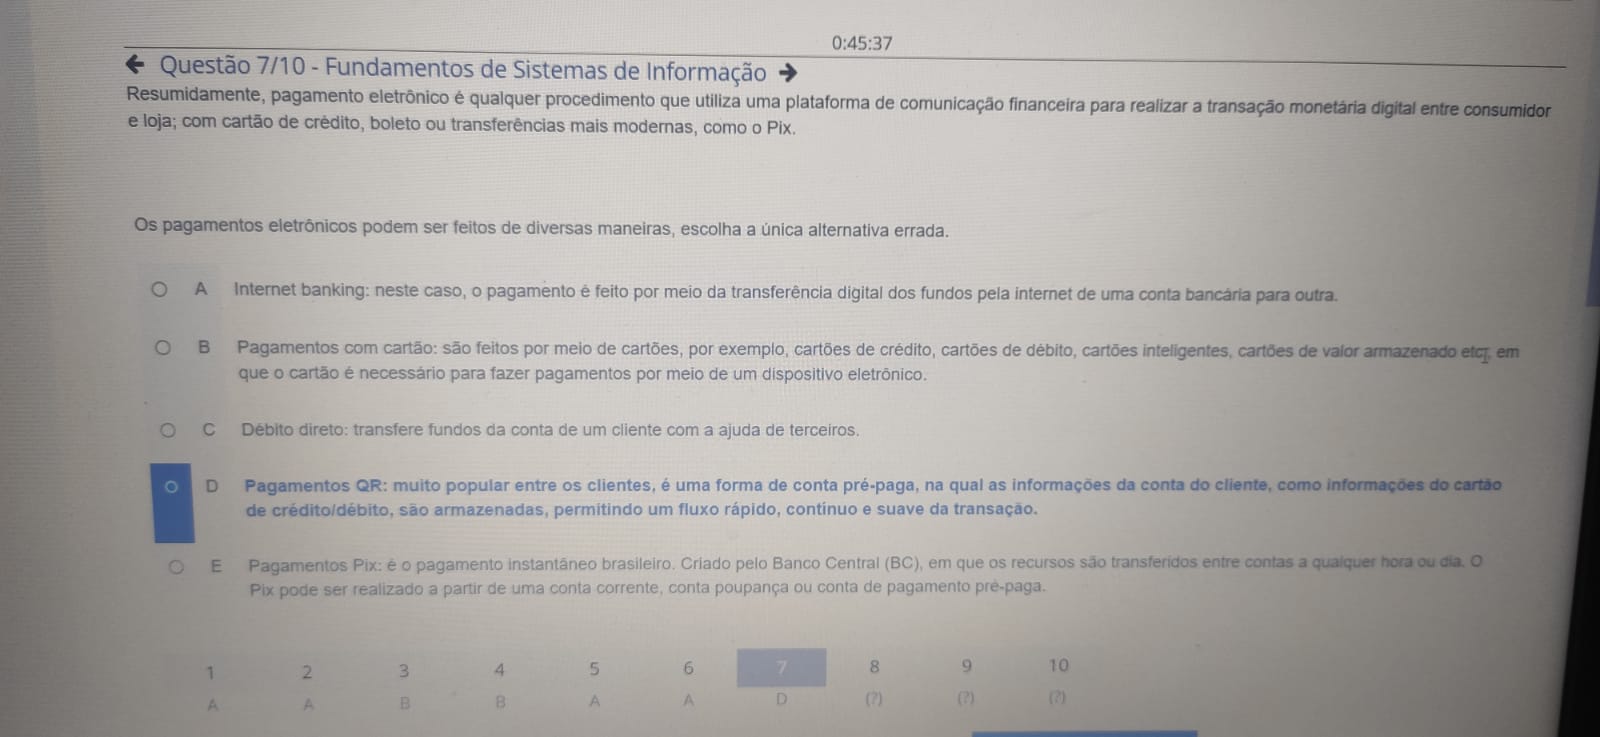 0:45:37
← Questão 7/10 - Fundamentos de Sistemas de Informação →
Resumidamente, pagamento eletrônico é qualquer procedimento que utiliza uma plataforma de comunicação financeira para realizar a transação monetária digital entre consumidor
e loja; com cartão de crédito, boleto ou transferências mais modernas, como o Pix.
Os pagamentos eletrônicos podem ser feitos de diversas maneiras, escolha a única alternativa errada.
A Internet banking: neste caso, o pagamento é feito por meio da transferência digital dos fundos pela internet de uma conta bancária para outra.
B Pagamentos com cartão: são feitos por meio de cartões, por exemplo, cartões de crédito, cartões de débito, cartões inteligentes, cartões de valor armazenado etc., em
que o cartão é necessário para fazer pagamentos por meio de um dispositivo eletrônico.
C Débito direto: transfere fundos da conta de um cliente com a ajuda de terceiros.
D Pagamentos QR: muito popular entre os clientes, é uma forma de conta pré-paga, na qual as informações da conta do cliente, como informações do cartão
de crédito/débito, são armazenadas, permitindo um fluxo rápido, contínuo e suave da transação.
E Pagamentos Pix: é o pagamento instantâneo brasileiro. Criado pelo Banco Central (BC), em que os recursos são transferidos entre contas a qualquer hora ou dia. O
Pix pode ser realizado a partir de uma conta corrente, conta poupança ou conta de pagamento pré-paga.
1 2 3 4 5 6 7 8 9 10
A A B B A A D (?) (?) (?)